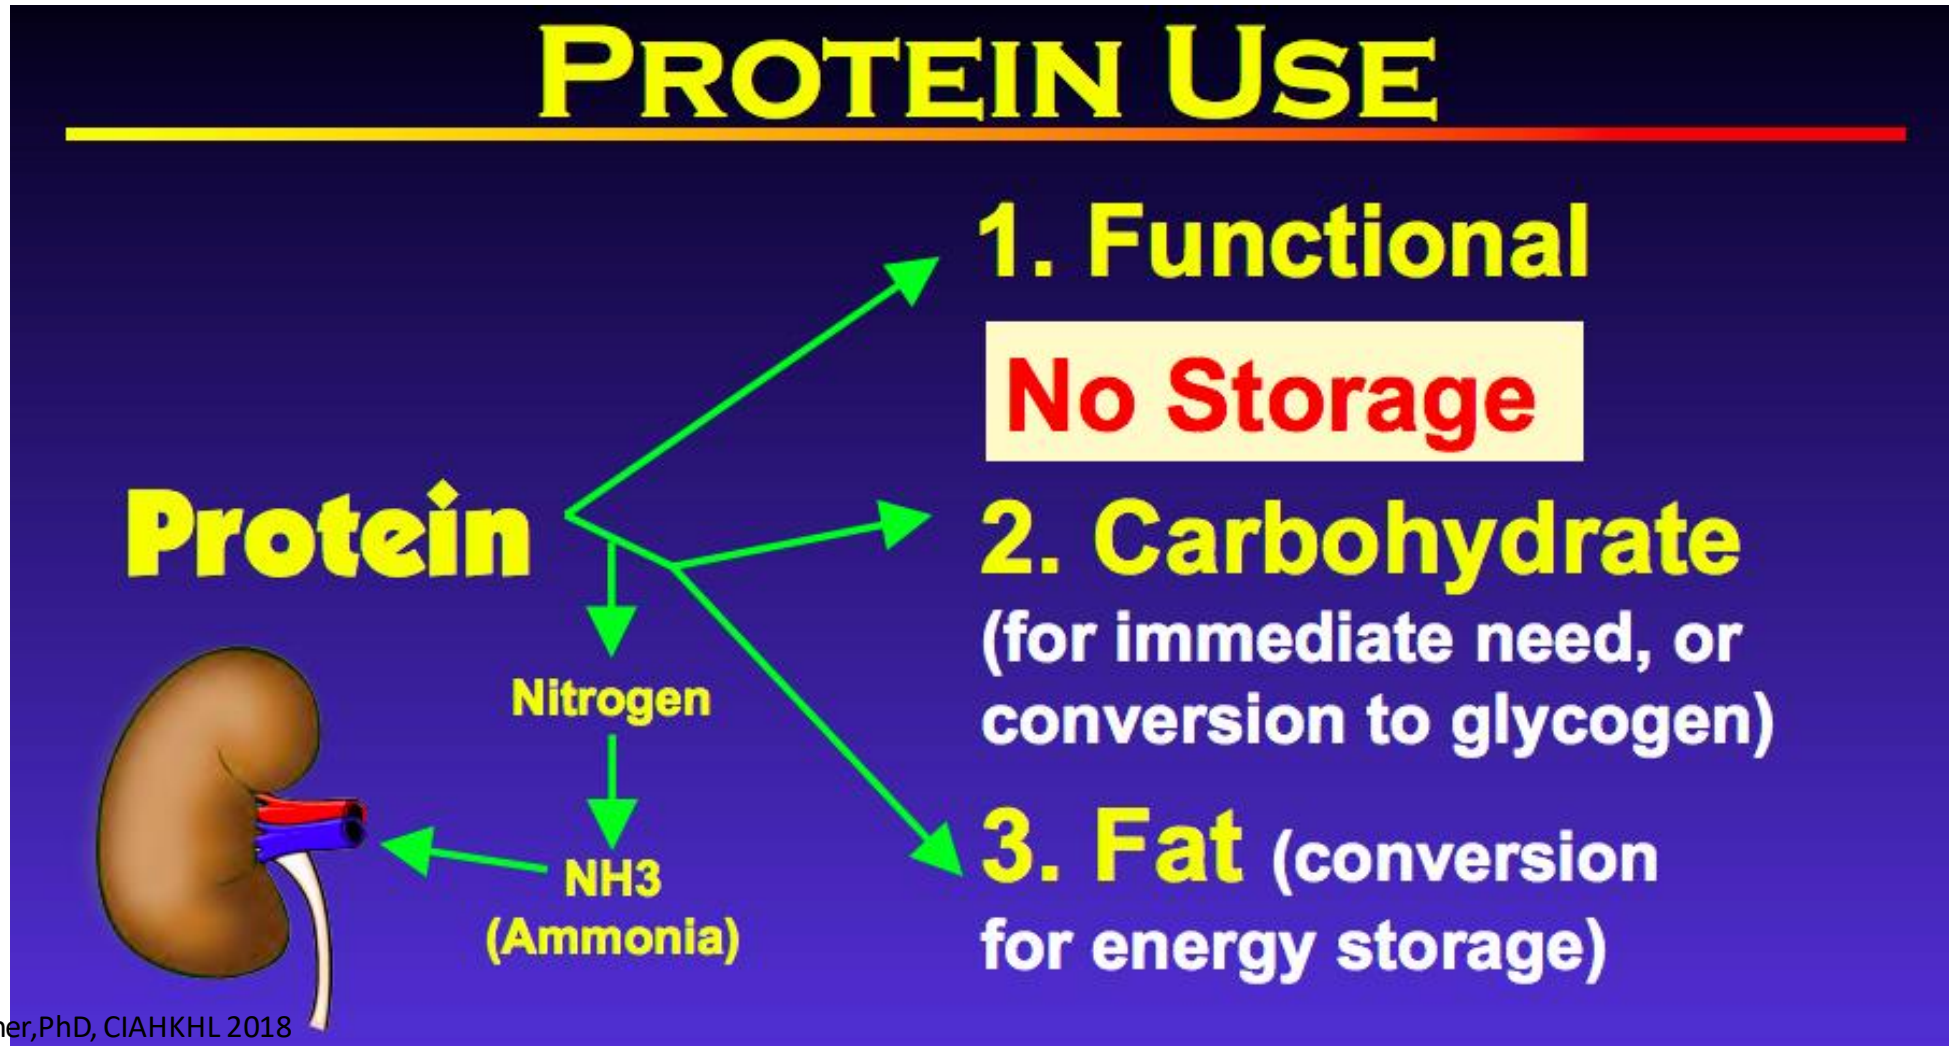 PROTEIN USE
1. Functional
No Storage
Protein
2. Carbohydrate
(for immediate need, or
conversion to glycogen)
Nitrogen
3. Fat (conversion
for energy storage)
NH3
(Ammonia)
PhD, CIAHKHL 2018